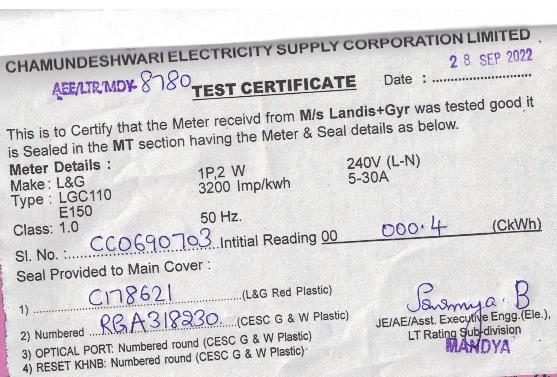 CHAMUNDESHWARI ELECTRICITY SUPPLY CORPORATION LIMITED
AEE/LTR/MDY- 8780 TEST CERTIFICATE Date : 28 SEP 2022
This is to Certify that the Meter receivd from M/s Landis+Gyr was tested good it
is Sealed in the MT section having the Meter & Seal details as below.
Meter Details :
Make : L&G 1P,2 W 240V (L-N)
Type : LGC110 3200 Imp/kwh 5-30A
E150
Class: 1.0 50 Hz.
Sl. No. : CC0690703 Intitial Reading 00 000.4 (CkWh)
Seal Provided to Main Cover :
1) C178621 (L&G Red Plastic)
2) Numbered RGA318230 (CESC G & W Plastic)
3) OPTICAL PORT: Numbered round (CESC G & W Plastic)
4) RESET KHNB: Numbered round (CESC G & W Plastic)
Sowmya. B
JE/AE/Asst. Executive Engg.(Ele.),
LT Rating Sub-division
MANDYA